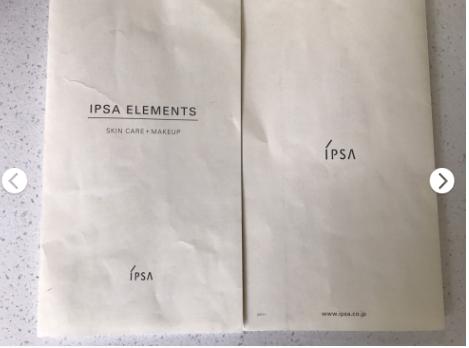 IPSA ELEMENTS
SKIN CARE + MAKEUP
IPSA
IPSA
www.ipsa.co.jp